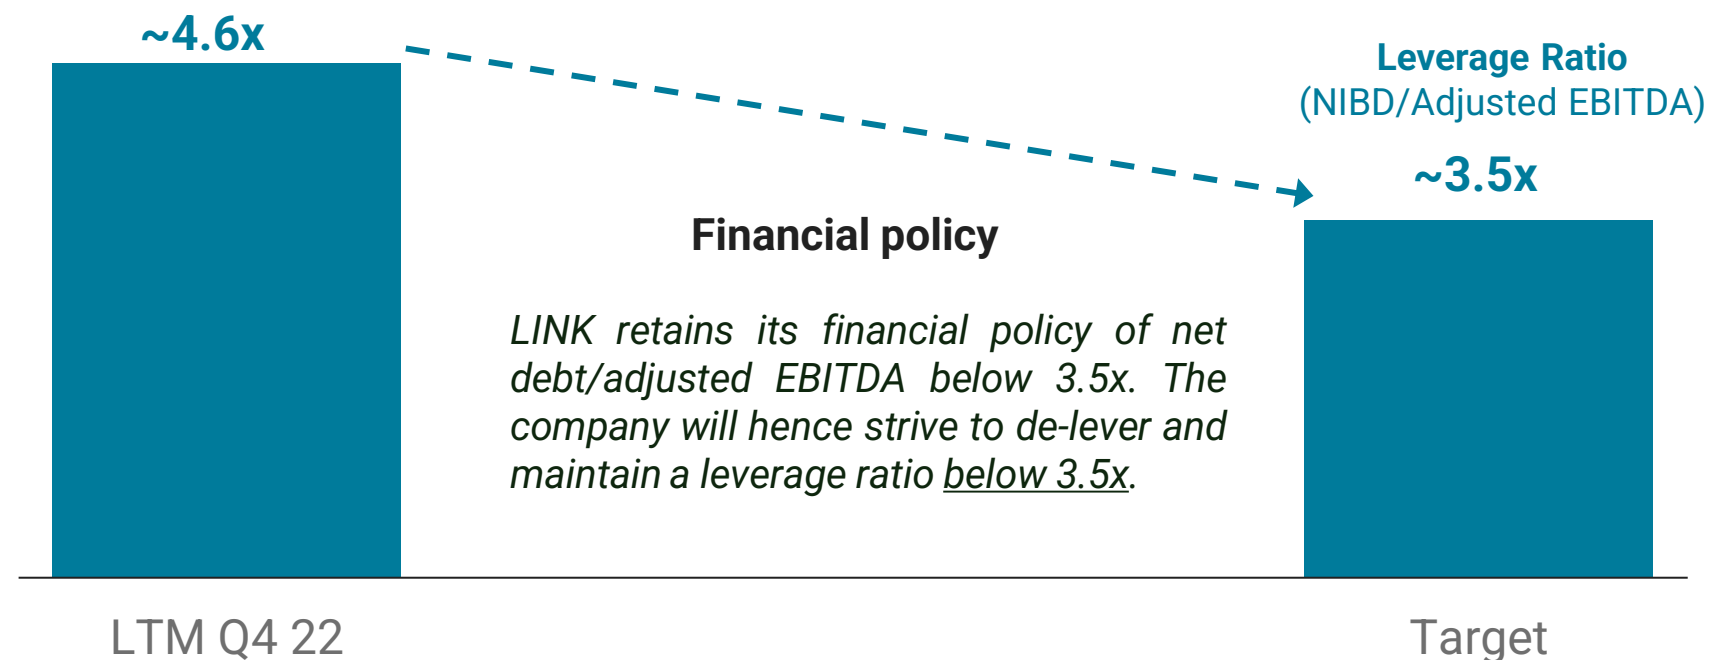 ~4.6x
Leverage Ratio
(NIBD/Adjusted EBITDA)
~3.5x
Financial policy
LINK retains its financial policy of net
debt/adjusted EBITDA below 3.5x. The
company will hence strive to de-lever and
maintain a leverage ratio below 3.5x.
LTM Q4 22
Target